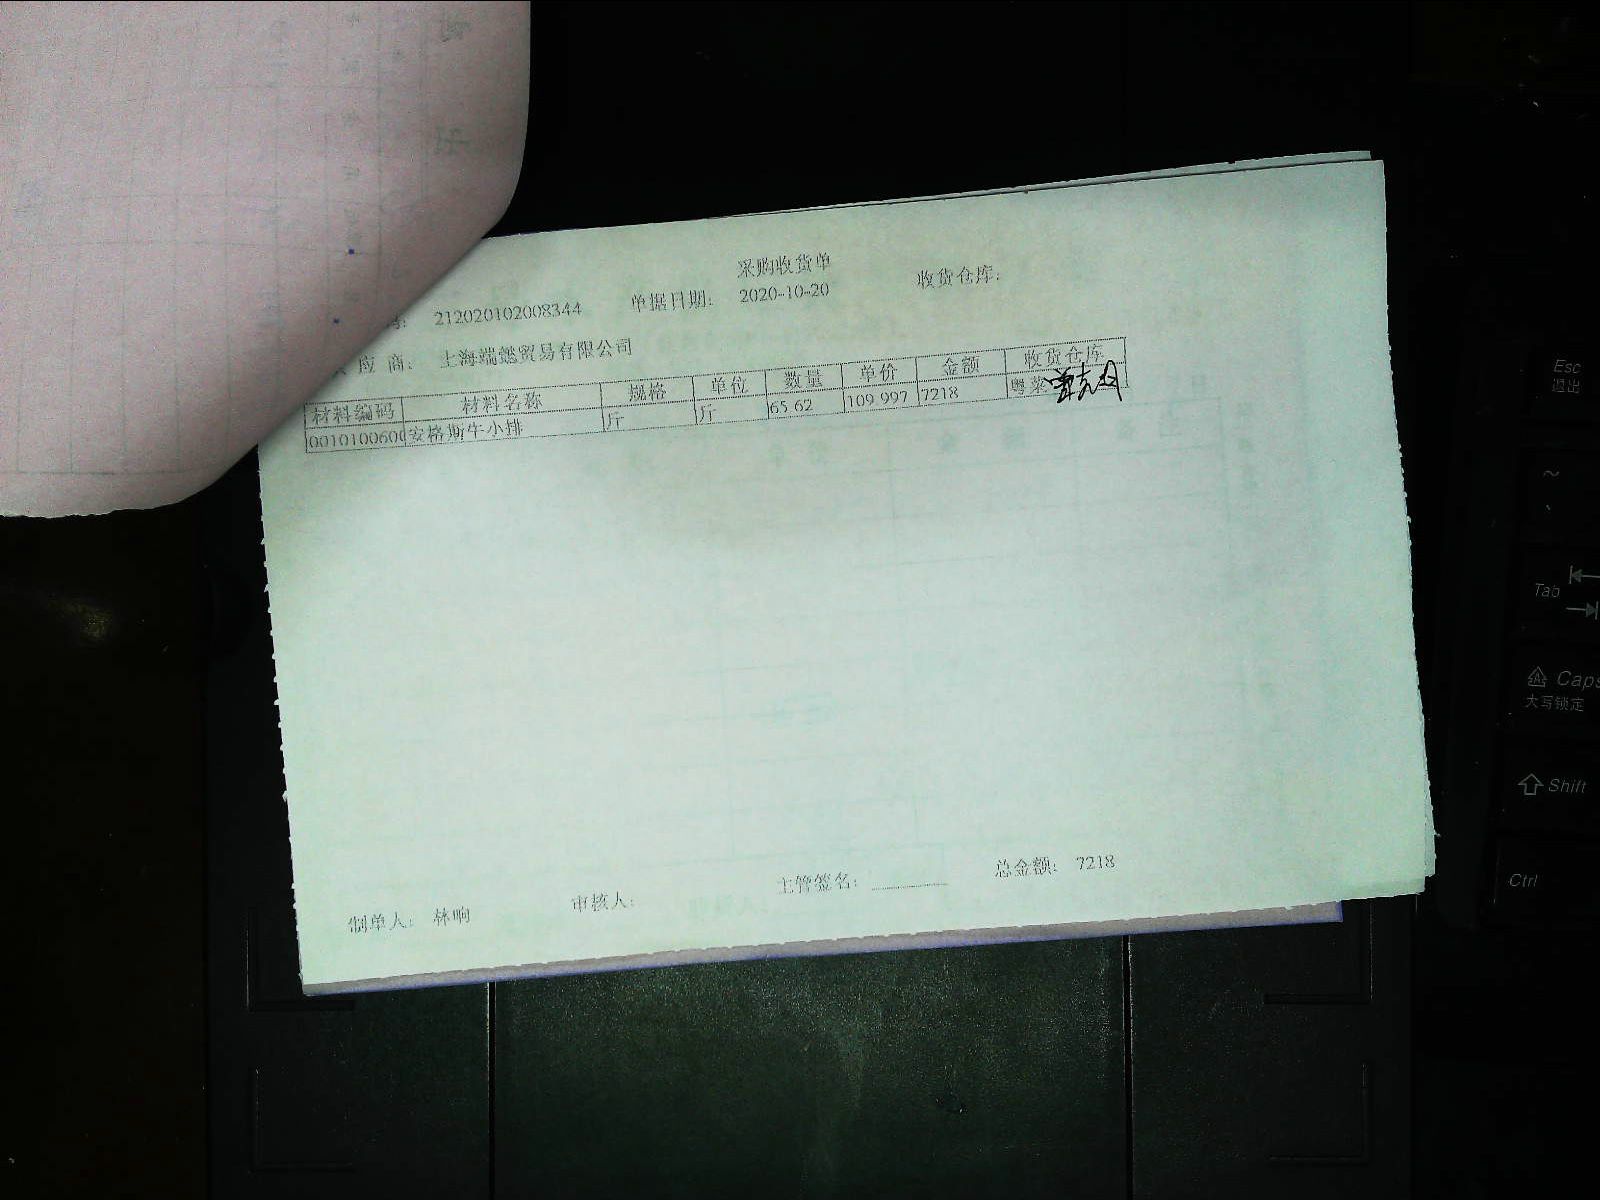 采购收货单
212020102008344 单据日期: 2020-10-20 收货仓库:
应商: 上海端懿贸易有限公司
材料编码 材料名称 规格 单位 数量 单价 金额 收货仓库
0010100600 安格斯牛小排 斤 斤 65.62 109.997 7218 粤菜
制单人: 林响 审核人: 主管签名: 总金额: 7218
Esc
退出
~
Tab
Caps
大写锁定
Shift
Ctrl